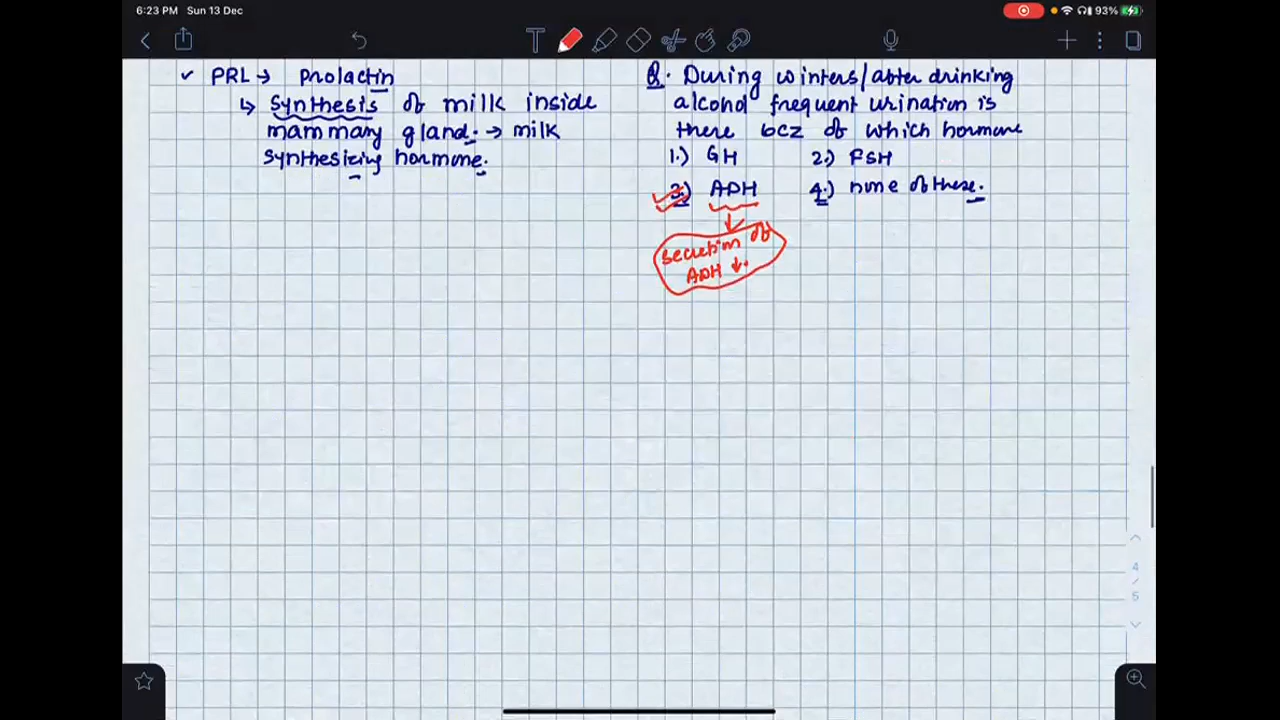 6:23 PM Sun 13 Dec
93%
✓ PRL → Prolactin
↳ Synthesis of milk inside
mammary gland. → milk
synthesizing hormone.
Q. During winters/after drinking
alcohol frequent urination is
there bcz of which hormone
1.) GH 2.) FSH
3.) ADH 4.) none of these.
secretion of
ADH ↓.
4
/
5